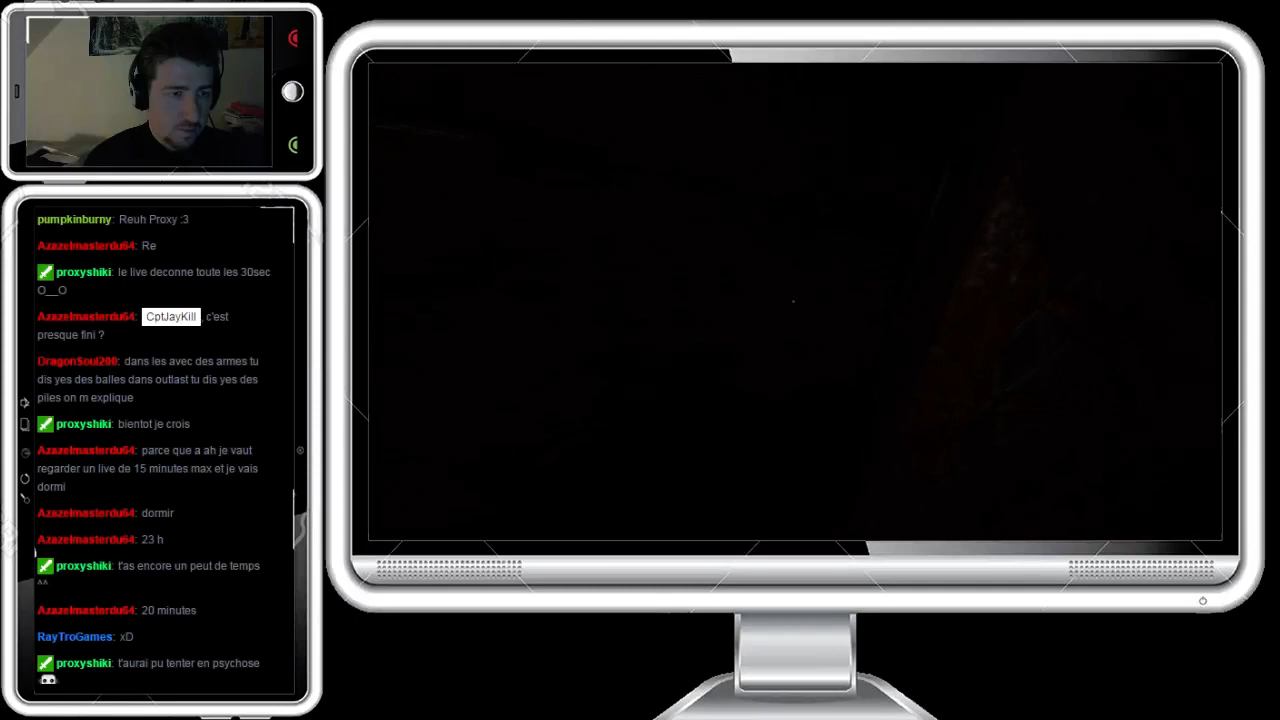 pumpkinburny: Reuh Proxy :3
Azazelmasterdu64: Re
proxyshiki: le live deconne toute les 30sec
O__O
Azazelmasterdu64: CptJayKill , c'est
presque fini ?
DragonSoul200: dans les avec des armes tu
dis yes des balles dans outlast tu dis yes des
piles on m explique
proxyshiki: bientot je crois
Azazelmasterdu64: parce que a ah je vaut
regarder un live de 15 minutes max et je vais
dormi
Azazelmasterdu64: dormir
Azazelmasterdu64: 23 h
proxyshiki: t'as encore un peut de temps
^^
Azazelmasterdu64: 20 minutes
RayTroGames: xD
proxyshiki: t'aurai pu tenter en psychose